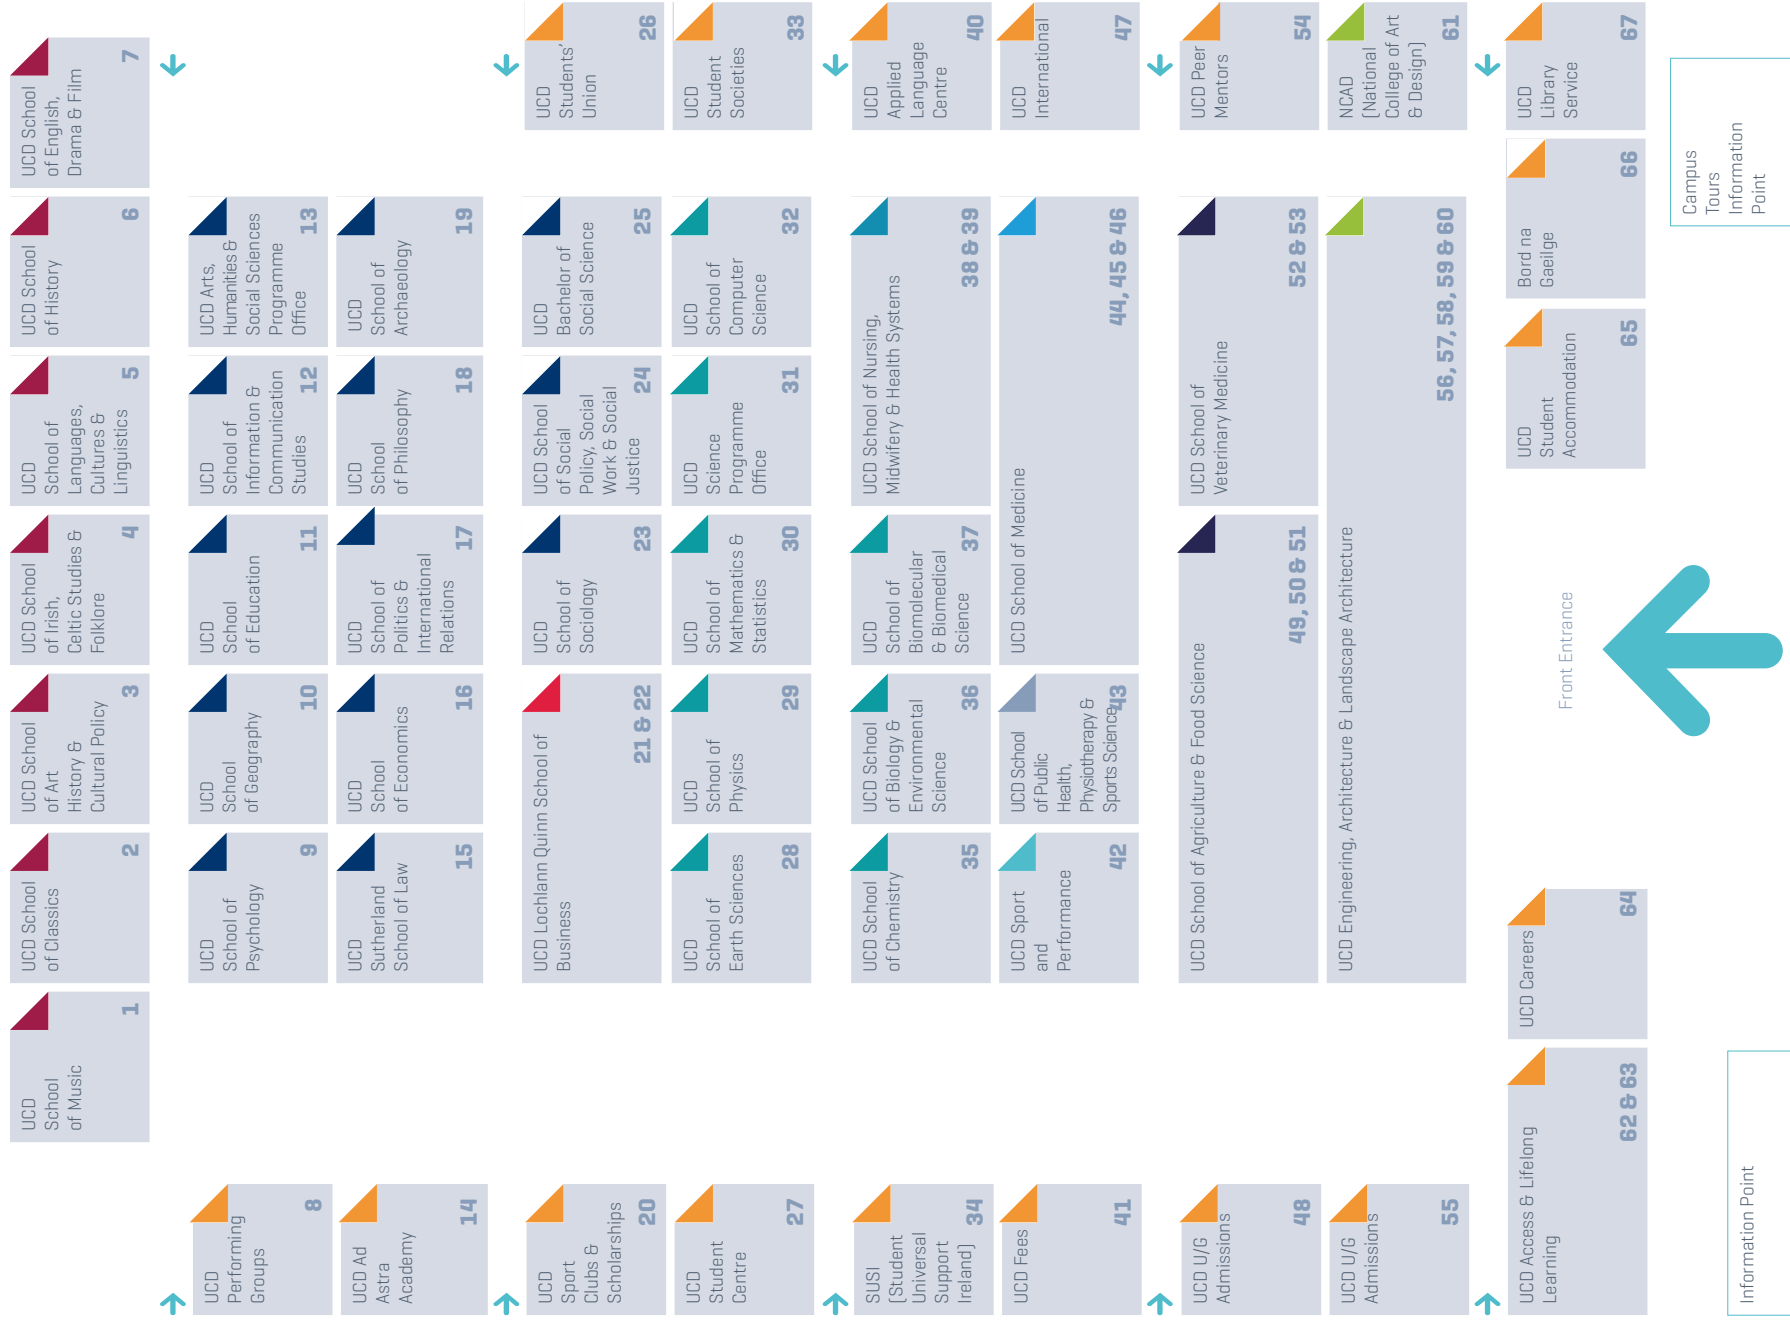 UCD
School
of Music
1
UCD School
of Classics
2
UCD School
of Art
History &
Cultural Policy
3
UCD School
of Irish,
Celtic Studies &
Folklore
4
UCD
School of
Languages,
Cultures &
Linguistics
5
UCD School
of History
6
UCD School
of English,
Drama & Film
7
UCD
Performing
Groups
8
UCD
School of
Psychology
9
UCD
School
of Geography
10
UCD
School
of Education
11
UCD
School of
Information &
Communication
Studies
12
UCD Arts,
Humanities &
Social Sciences
Programme
Office
13
UCD Ad
Astra
Academy
14
UCD
Sutherland
School of Law
15
UCD
School
of Economics
16
UCD
School of
Politics &
International
Relations
17
UCD
School
of Philosophy
18
UCD
School of
Archaeology
19
UCD
Sport
Clubs &
Scholarships
20
UCD Lochlann Quinn School of
Business
21 & 22
UCD
School of
Sociology
23
UCD School
of Social
Policy, Social
Work & Social
Justice
24
UCD
Bachelor of
Social Science
25
UCD
Students'
Union
26
UCD
Student
Centre
27
UCD
School of
Earth Sciences
28
UCD
School of
Physics
29
UCD
School of
Mathematics &
Statistics
30
UCD
Science
Programme
Office
31
UCD
School of
Computer
Science
32
UCD
Student
Societies
33
SUSI
(Student
Universal
Support
Ireland)
34
UCD School
of Chemistry
35
UCD School
of Biology &
Environmental
Science
36
UCD
School of
Biomolecular
& Biomedical
Science
37
UCD School of Nursing,
Midwifery & Health Systems
38 & 39
UCD
Applied
Language
Centre
40
UCD Fees
41
UCD Sport
and
Performance
42
UCD School
of Public
Health,
Physiotherapy &
Sports Science
43
UCD School of Medicine
44, 45 & 46
UCD
International
47
UCD U/G
Admissions
48
UCD School of Agriculture & Food Science
49, 50 & 51
UCD School of
Veterinary Medicine
52 & 53
UCD Peer
Mentors
54
UCD U/G
Admissions
55
UCD Engineering, Architecture & Landscape Architecture
56, 57, 58, 59 & 60
NCAD
(National
College of Art
& Design)
61
UCD Access & Lifelong
Learning
62 & 63
UCD Careers
64
Front Entrance
UCD
Student
Accommodation
65
Bord na
Gaeilge
66
UCD
Library
Service
67
Information Point
Campus
Tours
Information
Point